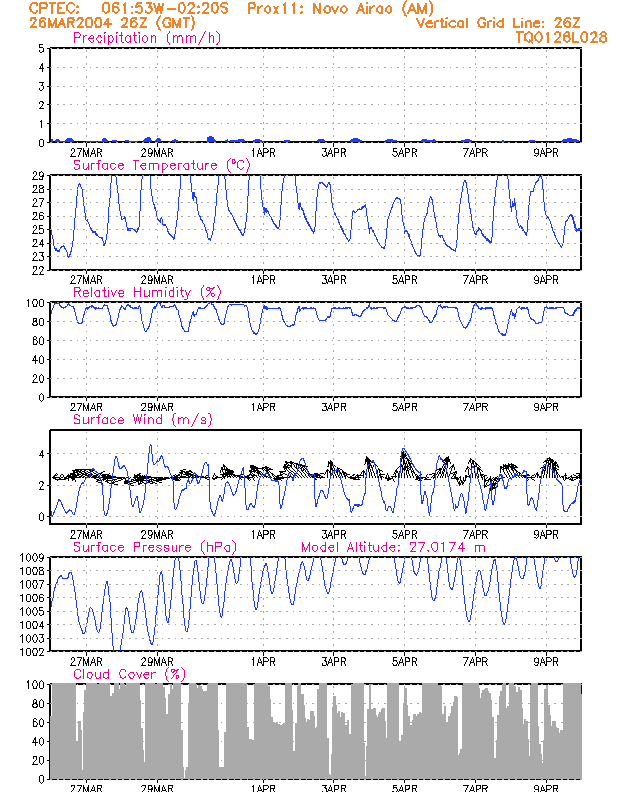 CPTEC: 061:53W-02:20S Prox11: Novo Airao (AM)
26MAR2004 26Z (GMT) Vertical Grid Line: 26Z
Precipitation (mm/h) TQ0126L028
5
4
3
2
1
0
27MAR 29MAR 1APR 3APR 5APR 7APR 9APR
Surface Temperature (ºC)
29
28
27
26
25
24
23
22
27MAR 29MAR 1APR 3APR 5APR 7APR 9APR
Relative Humidity (%)
100
80
60
40
20
0
27MAR 29MAR 1APR 3APR 5APR 7APR 9APR
Surface Wind (m/s)
4
2
0
27MAR 29MAR 1APR 3APR 5APR 7APR 9APR
Surface Pressure (hPa) Model Altitude: 27.0174 m
1009
1008
1007
1006
1005
1004
1003
1002
27MAR 29MAR 1APR 3APR 5APR 7APR 9APR
Cloud Cover (%)
100
80
60
40
20
0
27MAR 29MAR 1APR 3APR 5APR 7APR 9APR